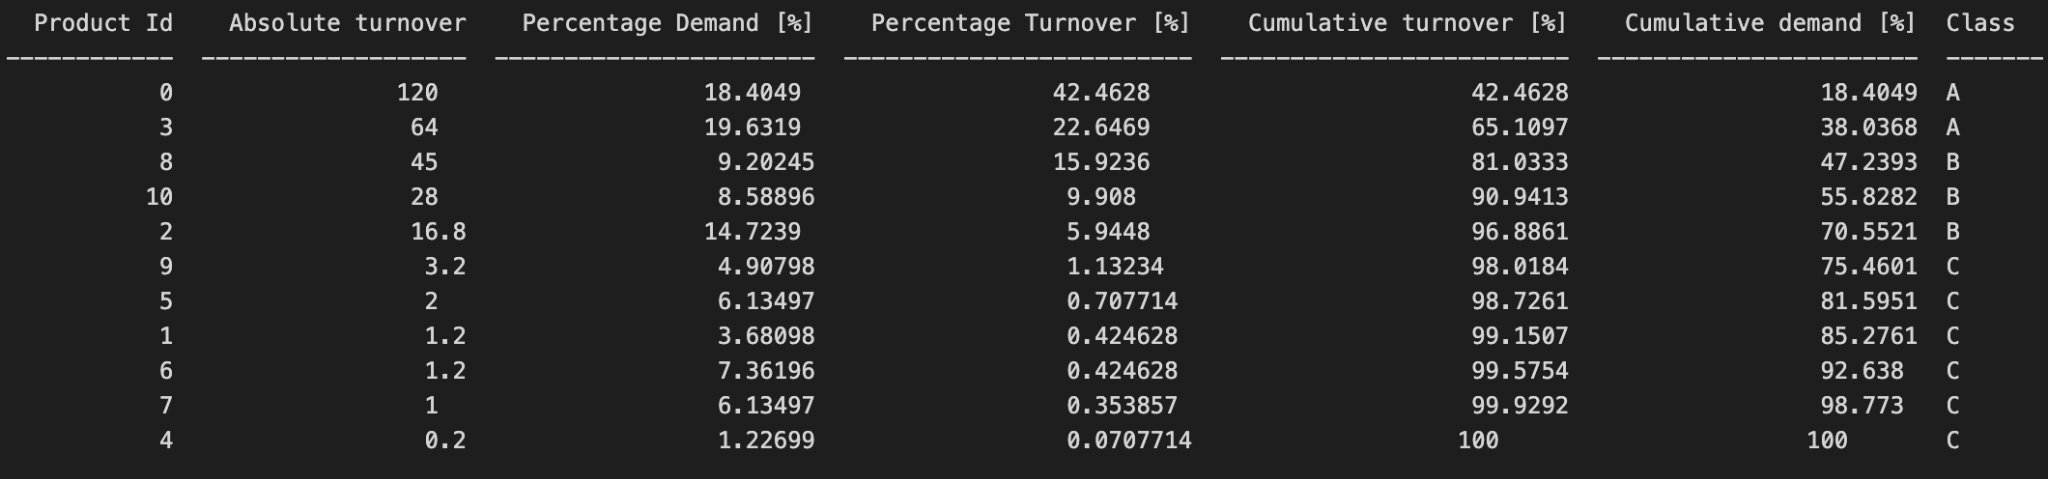 Product Id Absolute turnover Percentage Demand [%] Percentage Turnover [%] Cumulative turnover [%] Cumulative demand [%] Class
------------ ------------------- ----------------------- ------------------------- ------------------------- ----------------------- -------
0 120 18.4049 42.4628 42.4628 18.4049 A
3 64 19.6319 22.6469 65.1097 38.0368 A
8 45 9.20245 15.9236 81.0333 47.2393 B
10 28 8.58896 9.908 90.9413 55.8282 B
2 16.8 14.7239 5.9448 96.8861 70.5521 B
9 3.2 4.90798 1.13234 98.0184 75.4601 C
5 2 6.13497 0.707714 98.7261 81.5951 C
1 1.2 3.68098 0.424628 99.1507 85.2761 C
6 1.2 7.36196 0.424628 99.5754 92.638 C
7 1 6.13497 0.353857 99.9292 98.773 C
4 0.2 1.22699 0.0707714 100 100 C